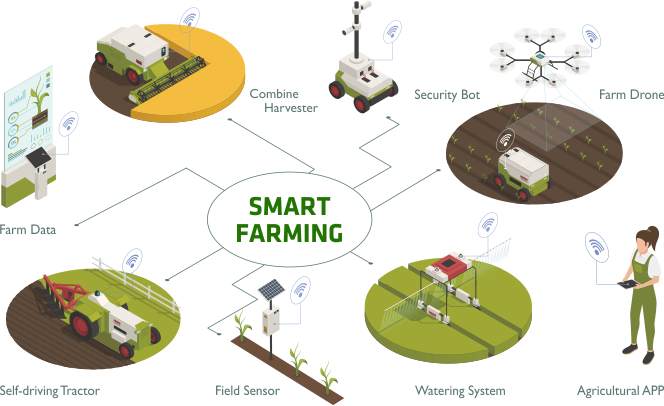 Combine
Harvester
Security Bot
Farm Drone
SMART
FARMING
Farm Data
Self-driving Tractor
Field Sensor
Watering System
Agricultural APP